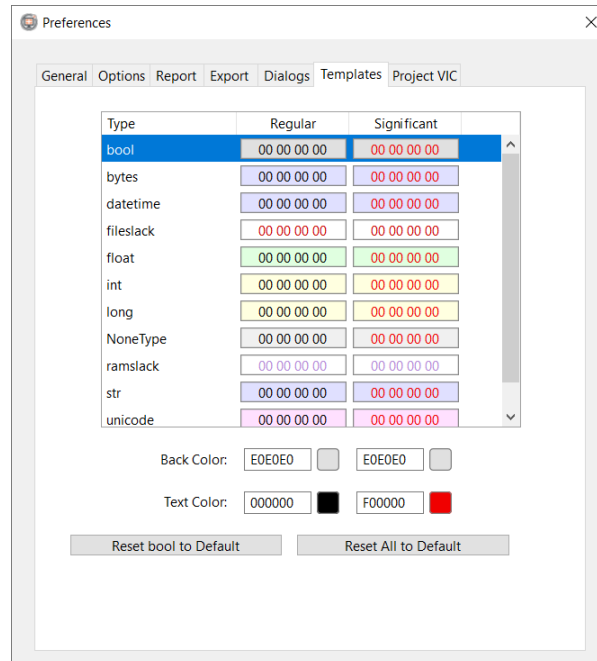 Preferences
General Options Report Export Dialogs Templates Project VIC
Type Regular Significant
bool 00 00 00 00 00 00 00 00
bytes 00 00 00 00 00 00 00 00
datetime 00 00 00 00 00 00 00 00
fileslack 00 00 00 00 00 00 00 00
float 00 00 00 00 00 00 00 00
int 00 00 00 00 00 00 00 00
long 00 00 00 00 00 00 00 00
NoneType 00 00 00 00 00 00 00 00
ramslack 00 00 00 00 00 00 00 00
str 00 00 00 00 00 00 00 00
unicode 00 00 00 00 00 00 00 00
Back Color: E0E0E0 E0E0E0
Text Color: 000000 F00000
Reset bool to Default Reset All to Default